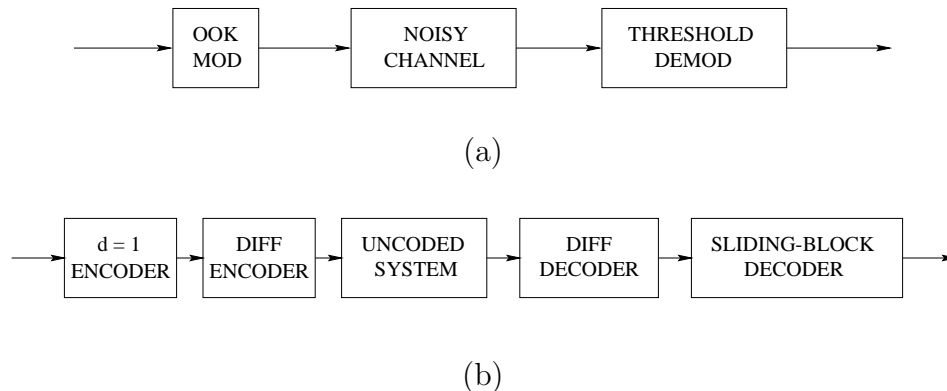 OOK
MOD
NOISY
CHANNEL
THRESHOLD
DEMOD
(a)
d = 1
ENCODER
DIFF
ENCODER
UNCODED
SYSTEM
DIFF
DECODER
SLIDING-BLOCK
DECODER
(b)